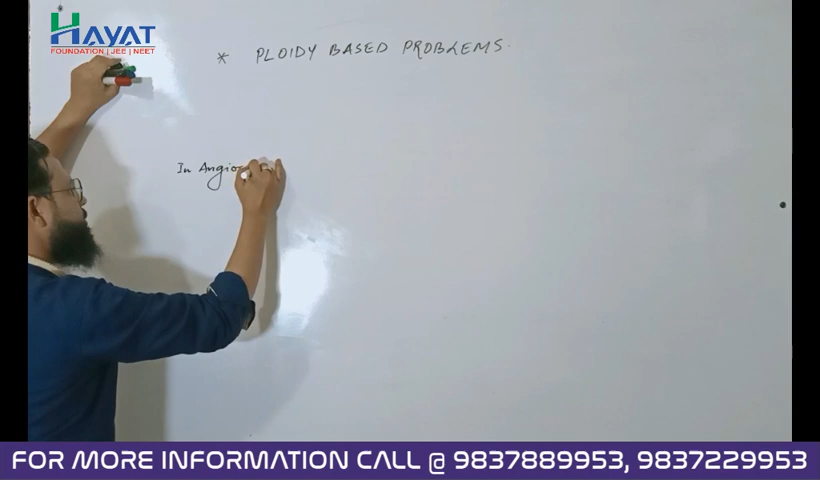 HAYAT
FOUNDATION | JEE | NEET
* PLOIDY BASED PROBLEMS.
In Angio
FOR MORE INFORMATION CALL @ 9837889953, 9837229953